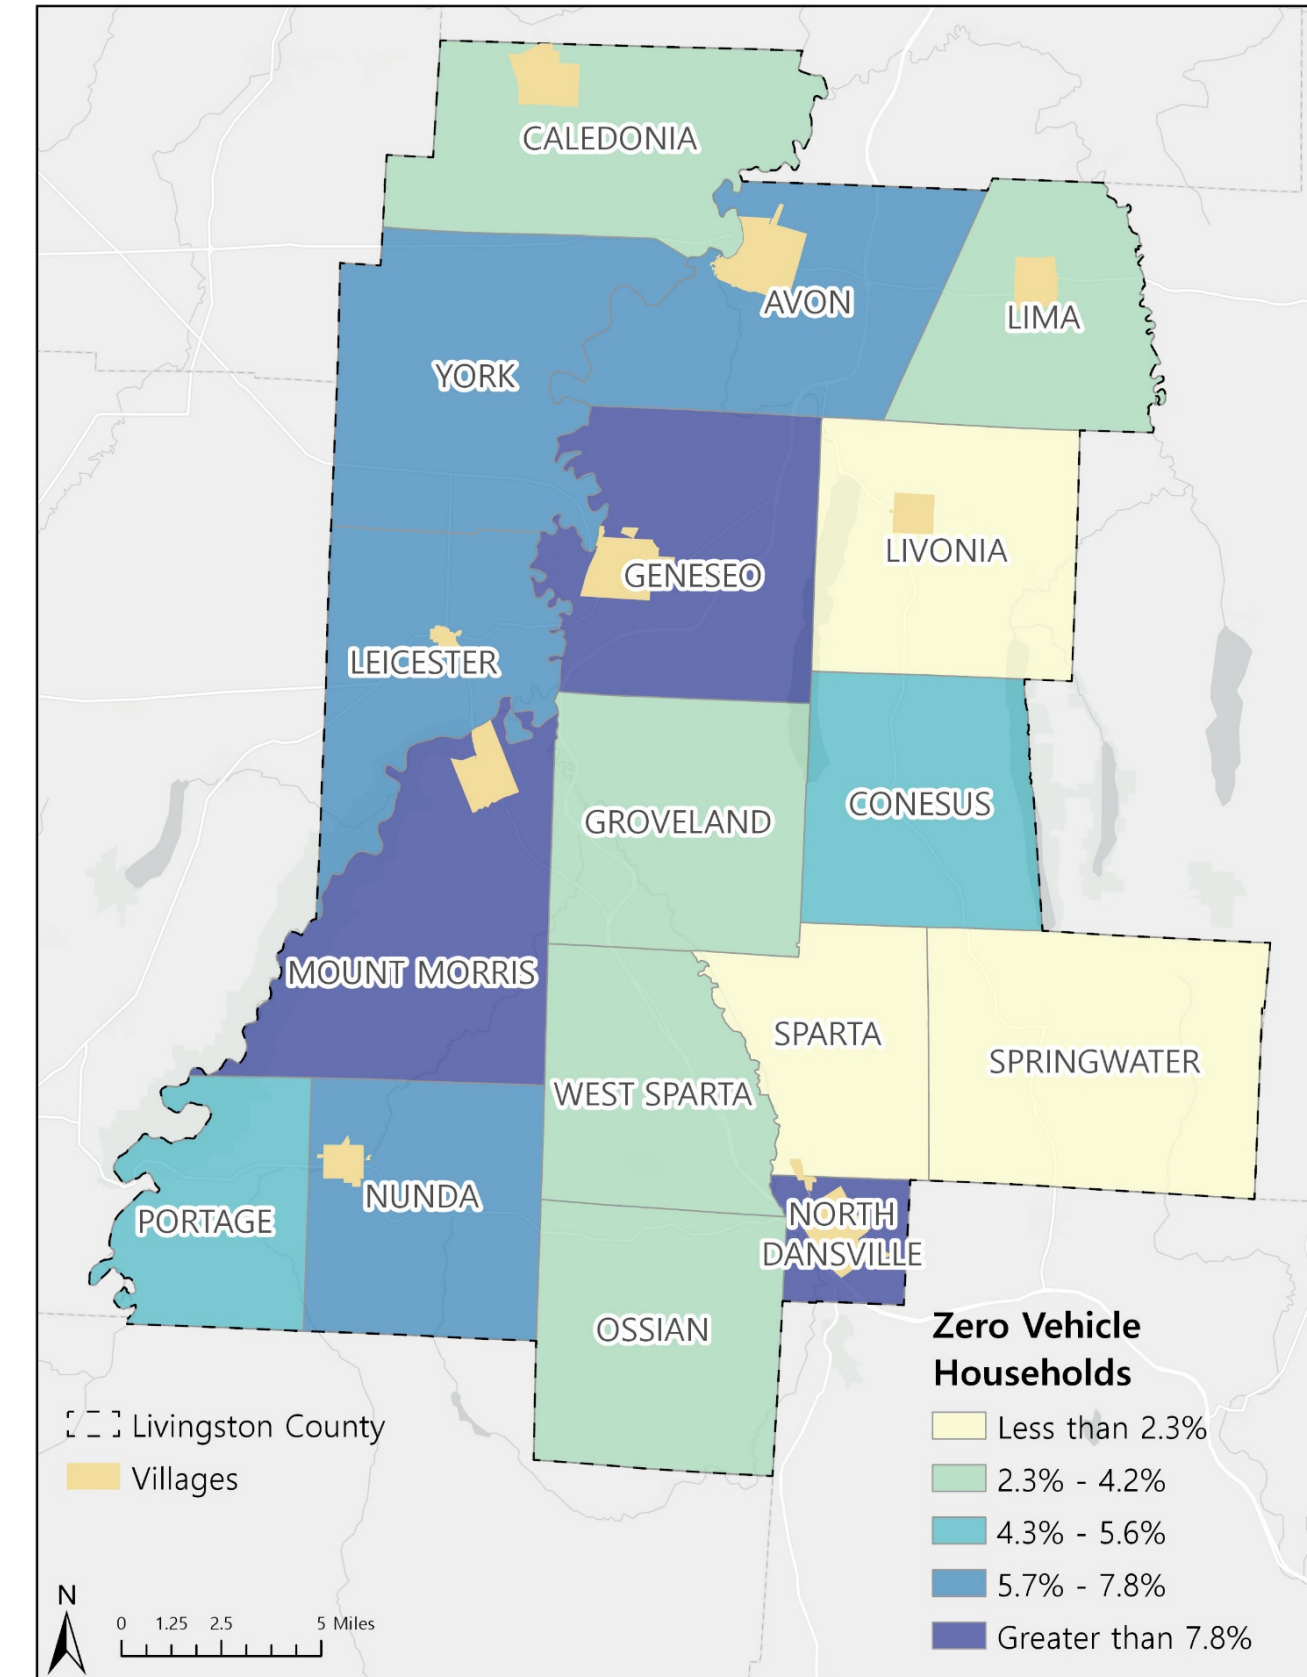 CALEDONIA
AVON
LIMA
YORK
LIVONIA
GENESEO
LEICESTER
CONESUS
GROVELAND
MOUNT MORRIS
SPARTA
SPRINGWATER
WEST SPARTA
NUNDA
PORTAGE
NORTH
DANSVILLE
OSSIAN
Zero Vehicle
Households
Less than 2.3%
2.3% - 4.2%
4.3% - 5.6%
5.7% - 7.8%
Greater than 7.8%
Livingston County
Villages
N
0 1.25 2.5 5 Miles